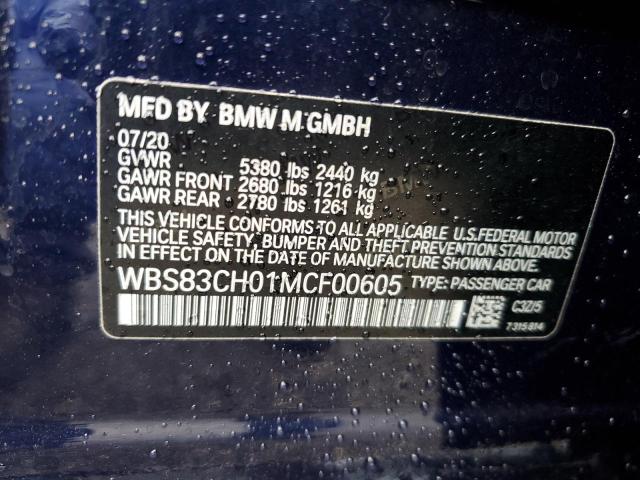 MFD BY BMW M GMBH
07/20
GVWR 5380 lbs 2440 kg
GAWR FRONT 2680 lbs 1216 kg
GAWR REAR - 2780 lbs 1261 kg
THIS VEHICLE CONFORMS TO ALL APPLICABLE U.S.FEDERAL MOTOR
VEHICLE SAFETY, BUMPER AND THEFT PREVENTION STANDARDS
IN EFFECT ON THE DATE OF MANUFACTURE SHOWN ABOVE.
WBS83CH01MCF00605 TYPE: PASSENGER CAR
C32/5
7315814